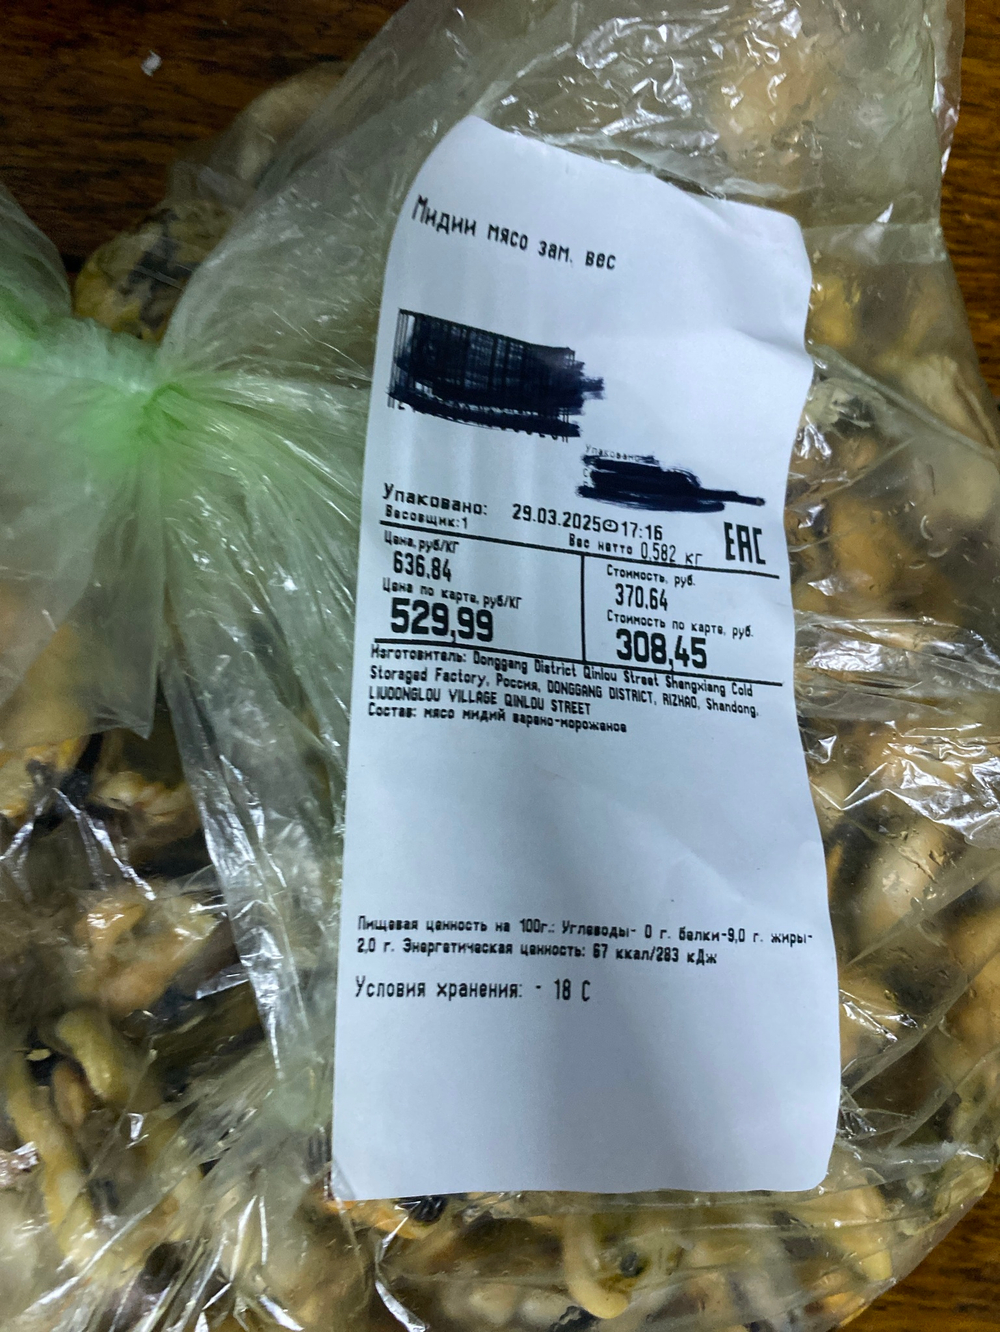 Мидии мясо зам. вес
Упаковано
Упаковано: 29.03.2025 17:16
Весовщик:1
Вес нетто 0.582 кг
EAC
Цена, руб/КГ
636.84
Цена по карте, руб/КГ
529,99
Стоимость, руб.
370.64
Стоимость по карте, руб.
308,45
Изготовитель: Donggang District Qinlou Street Shengxiang Cold
Storaged Factory, Россия, DONGGANG DISTRICT, RIZHAO, Shandong,
LIUDONGLOU VILLAGE QINLOU STREET
Состав: мясо мидий варено-мороженое
Пищевая ценность на 100г.: Углеводы- 0 г. белки-9,0 г. жиры-
2,0 г. Энергетическая ценность: 67 ккал/283 кДж
Условия хранения: - 18 С